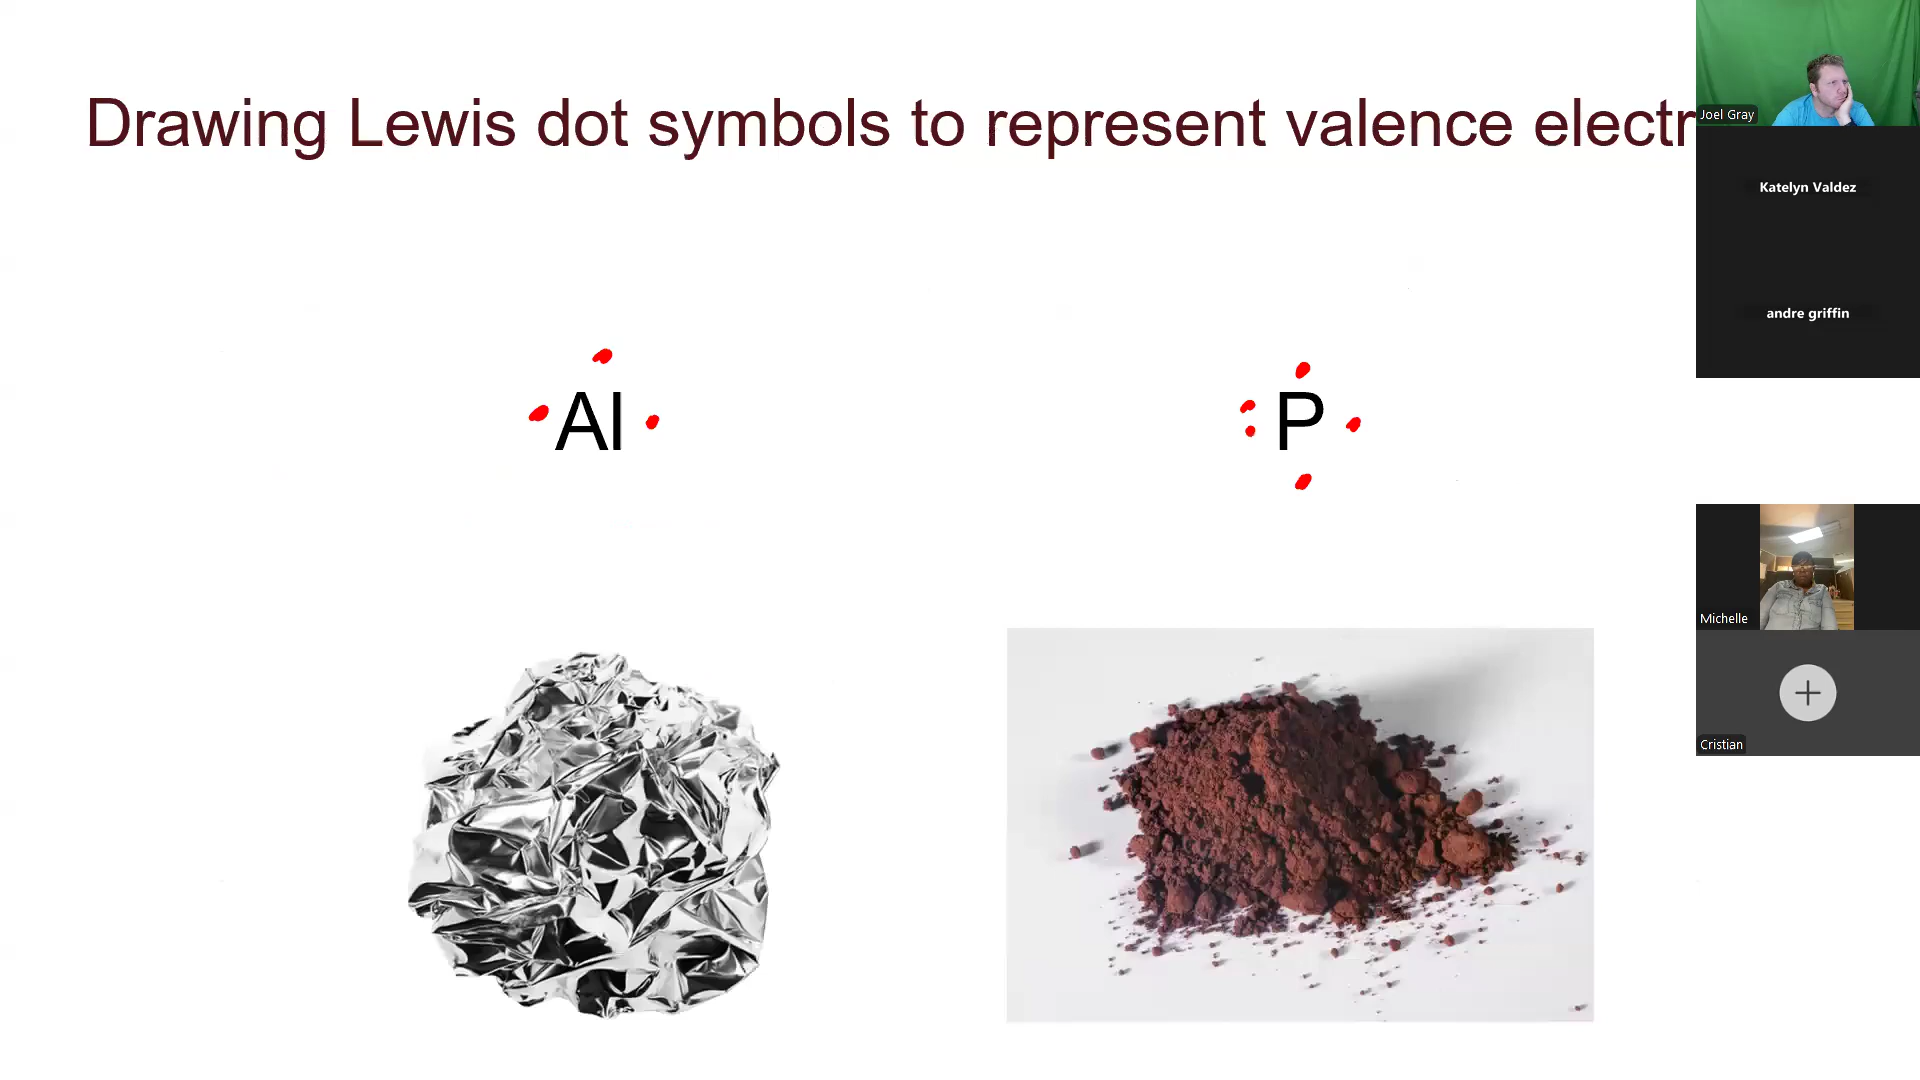 Drawing Lewis dot symbols to represent valence electr
Joel Gray
Katelyn Valdez
andre griffin
Al
P
Michelle
Cristian